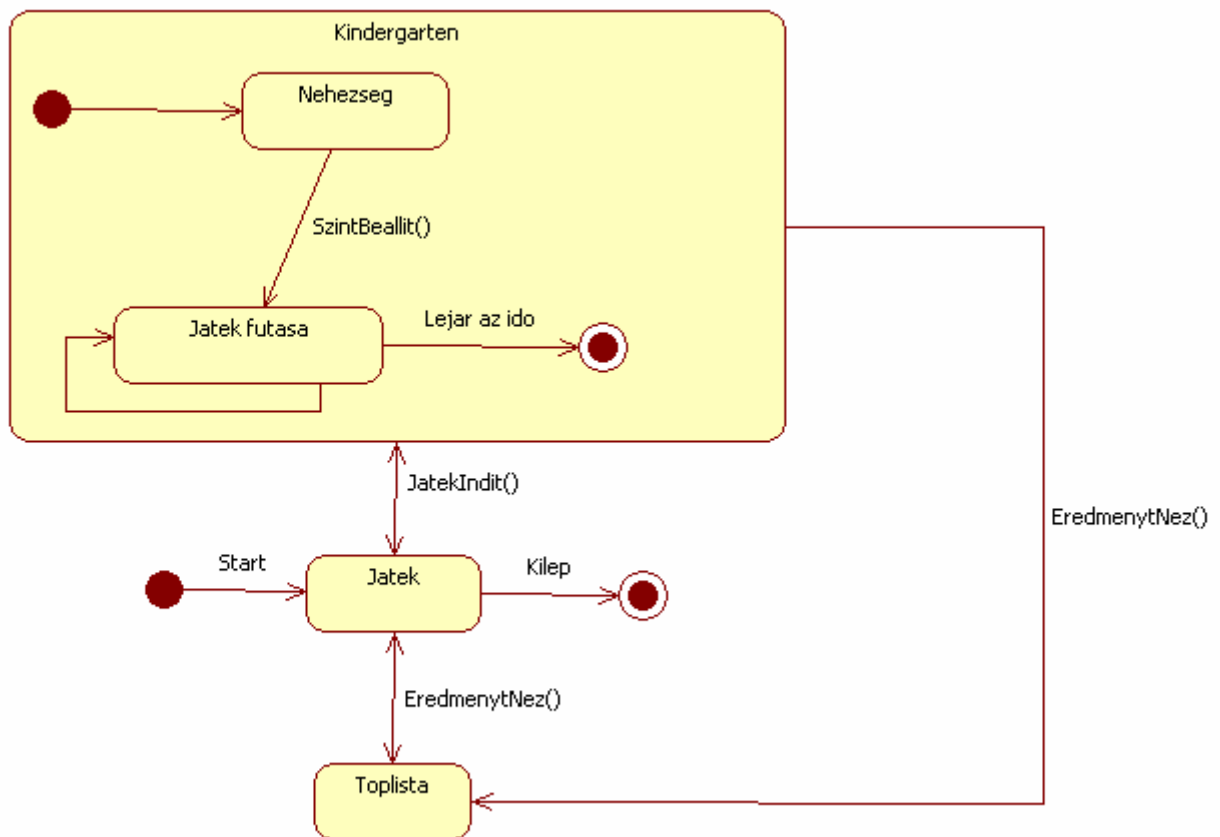 Kindergarten
Nehezseg
SzintBeallit()
Jatek futasa
Lejar az ido
JatekIndit()
EredmenytNez()
Start
Jatek
Kilep
EredmenytNez()
Toplista